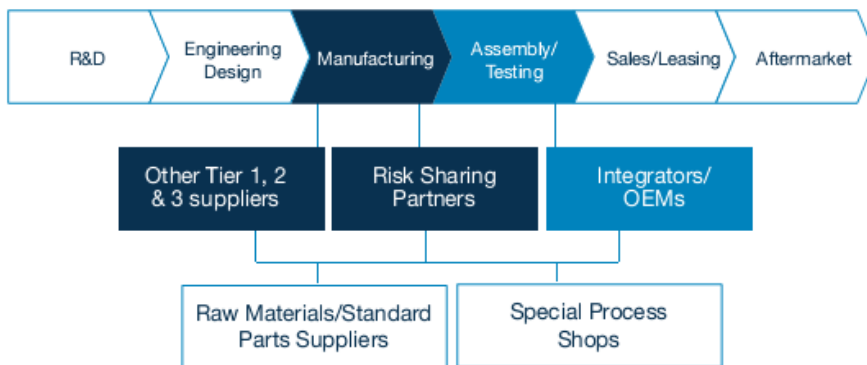 R&D
Engineering
Design
Manufacturing
Assembly/
Testing
Sales/Leasing
Aftermarket
Other Tier 1, 2
& 3 suppliers
Risk Sharing
Partners
Integrators/
OEMs
Raw Materials/Standard
Parts Suppliers
Special Process
Shops